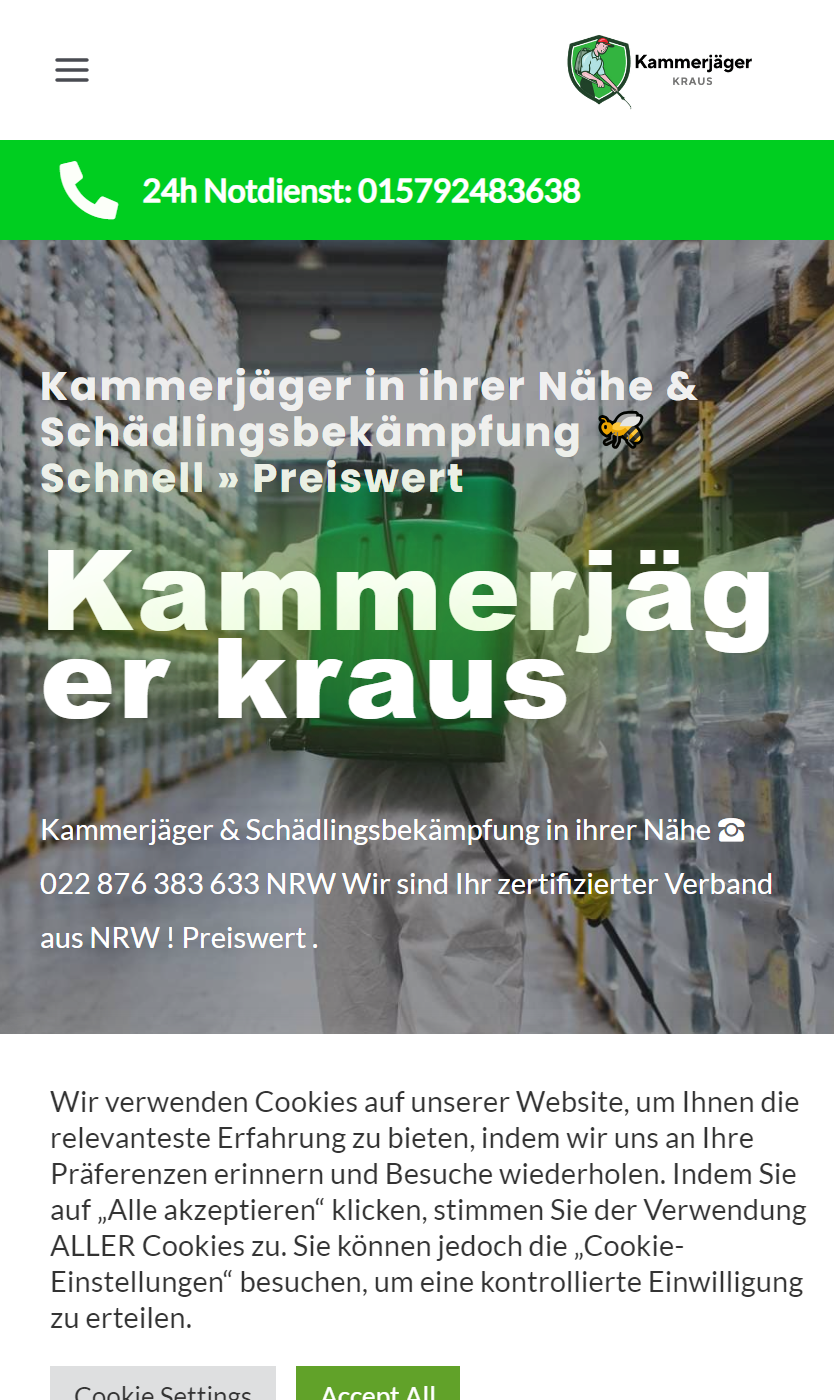 Kammerjäger
KRAUS
24h Notdienst: 015792483638
Kammerjäger in ihrer Nähe &
Schädlingsbekämpfung 🐝
Schnell » Preiswert
Kammerjäg
er kraus
Kammerjäger & Schädlingsbekämpfung in ihrer Nähe ☎
022 876 383 633 NRW Wir sind Ihr zertifizierter Verband
aus NRW ! Preiswert .
Wir verwenden Cookies auf unserer Website, um Ihnen die
relevanteste Erfahrung zu bieten, indem wir uns an Ihre
Präferenzen erinnern und Besuche wiederholen. Indem Sie
auf „Alle akzeptieren“ klicken, stimmen Sie der Verwendung
ALLER Cookies zu. Sie können jedoch die „Cookie-
Einstellungen“ besuchen, um eine kontrollierte Einwilligung
zu erteilen.
Cookie Settings
Accept All